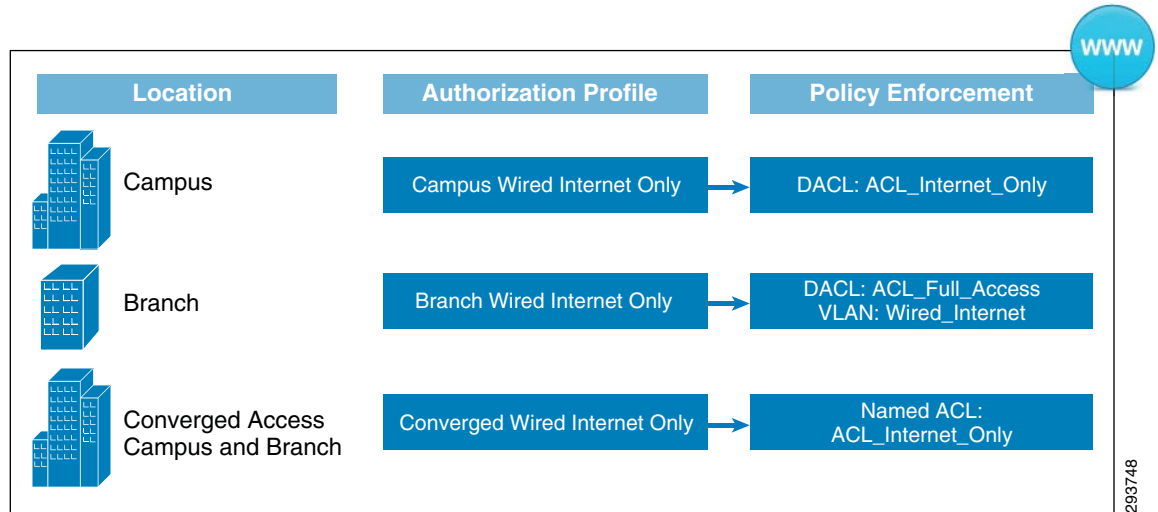 WWW
Location
Authorization Profile
Policy Enforcement
Campus
Campus Wired Internet Only
DACL: ACL_Internet_Only
Branch
Branch Wired Internet Only
DACL: ACL_Full_Access
VLAN: Wired_Internet
Converged Access
Campus and Branch
Converged Wired Internet Only
Named ACL:
ACL_Internet_Only
293748